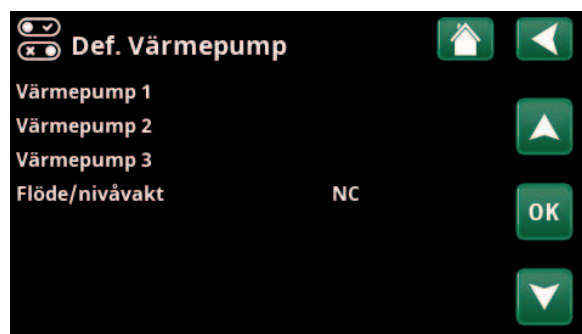 Def. Värmepump
Värmepump 1
Värmepump 2
Värmepump 3
Flöde/nivåvakt NC
OK